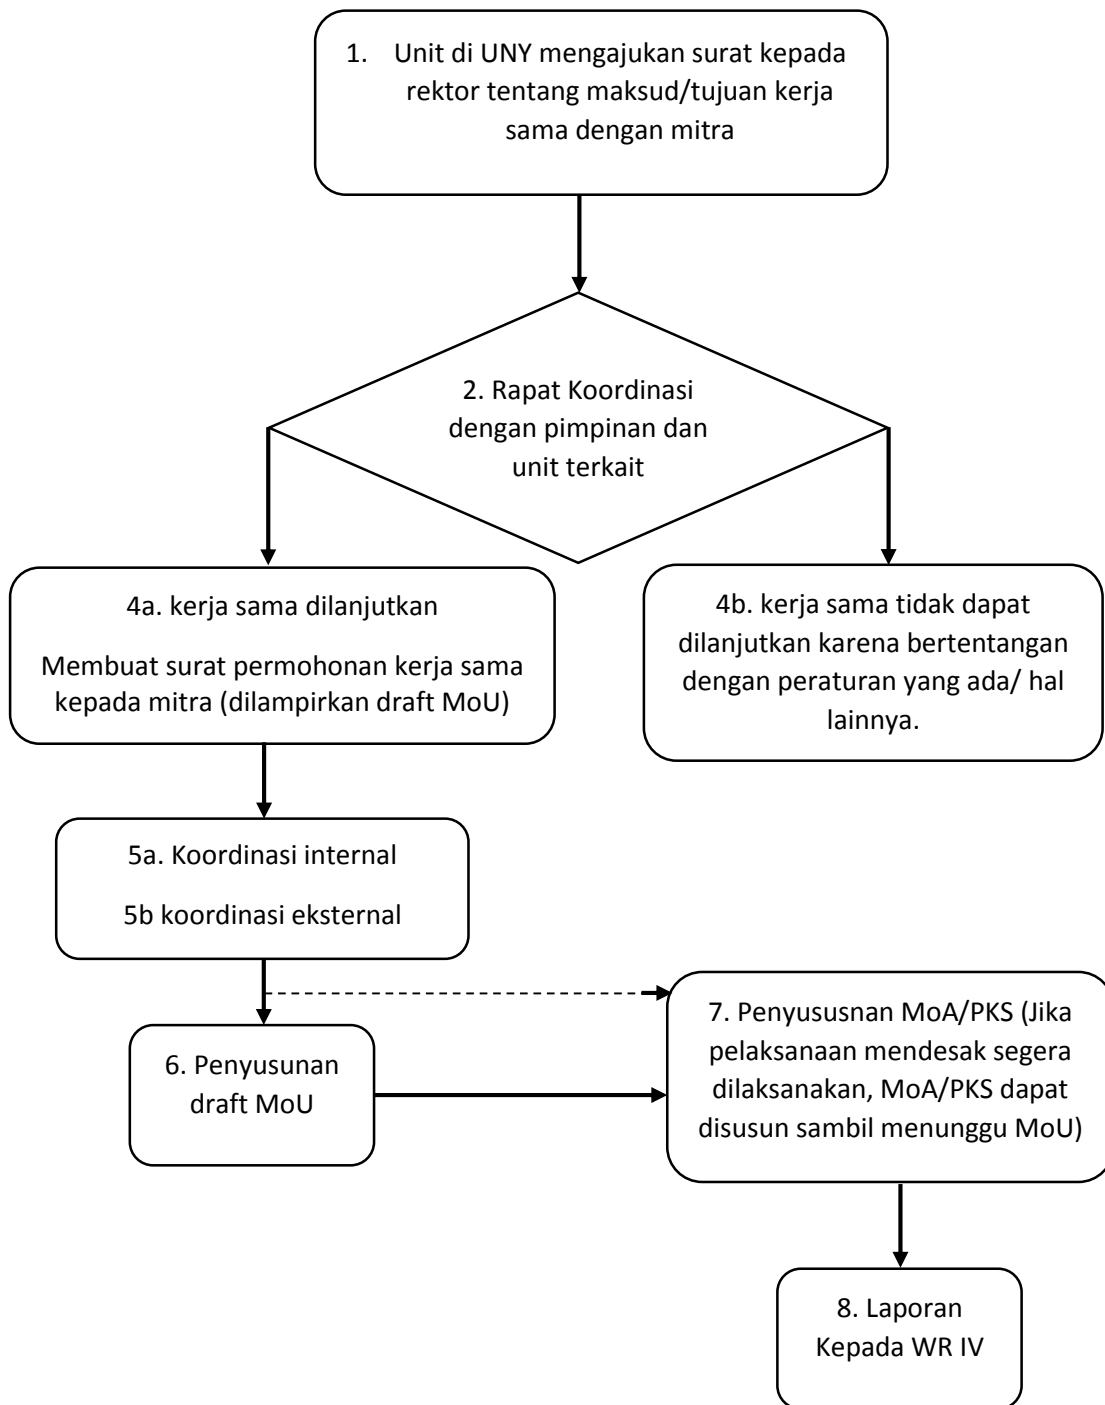 1. Unit di UNY mengajukan surat kepada
rektor tentang maksud/tujuan kerja
sama dengan mitra
2. Rapat Koordinasi
dengan pimpinan dan
unit terkait
4a. kerja sama dilanjutkan
Membuat surat permohonan kerja sama
kepada mitra (dilampirkan draft MoU)
4b. kerja sama tidak dapat
dilanjutkan karena bertentangan
dengan peraturan yang ada/ hal
lainnya.
5a. Koordinasi internal
5b koordinasi eksternal
6. Penyusunan
draft MoU
7. Penyususnan MoA/PKS (Jika
pelaksanaan mendesak segera
dilaksanakan, MoA/PKS dapat
disusun sambil menunggu MoU)
8. Laporan
Kepada WR IV